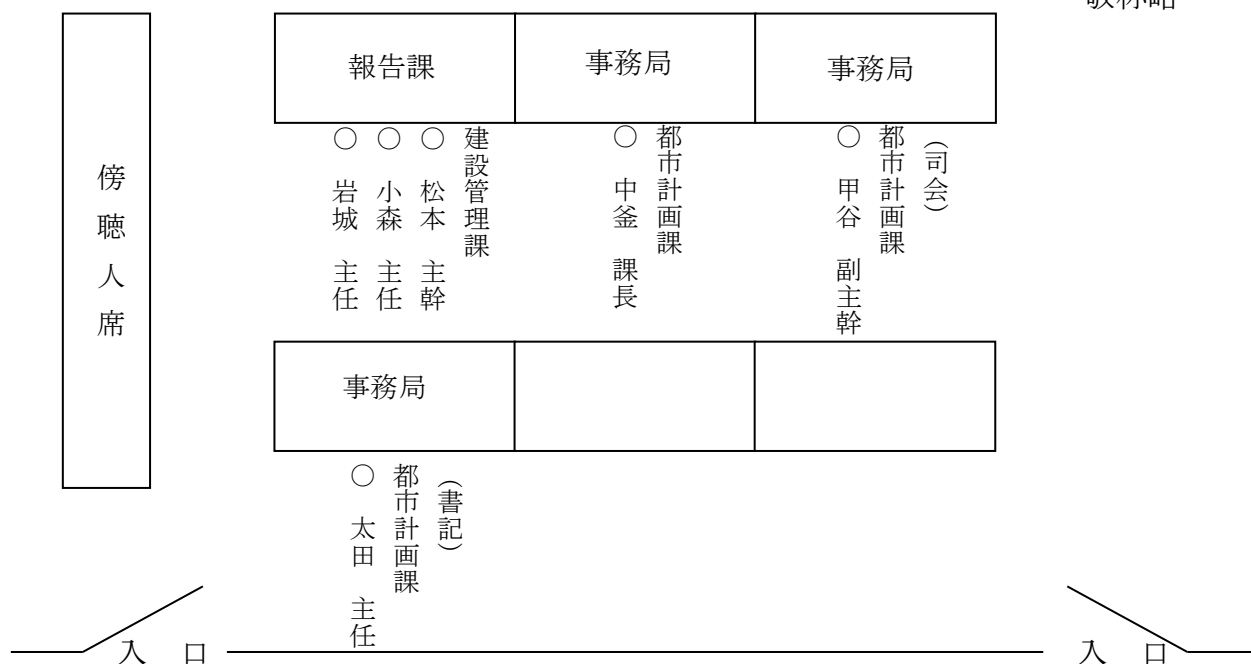 敬称略
傍聴人席
報告課
事務局
事務局
(司会)
都市計画課
○ 甲谷 副主幹
都市計画課
○ 中釜 課長
建設管理課
○ 松本 主幹
○ 小森 主任
○ 岩城 主任
事務局
(書記)
都市計画課
○ 太田 主任
入 口
入 口